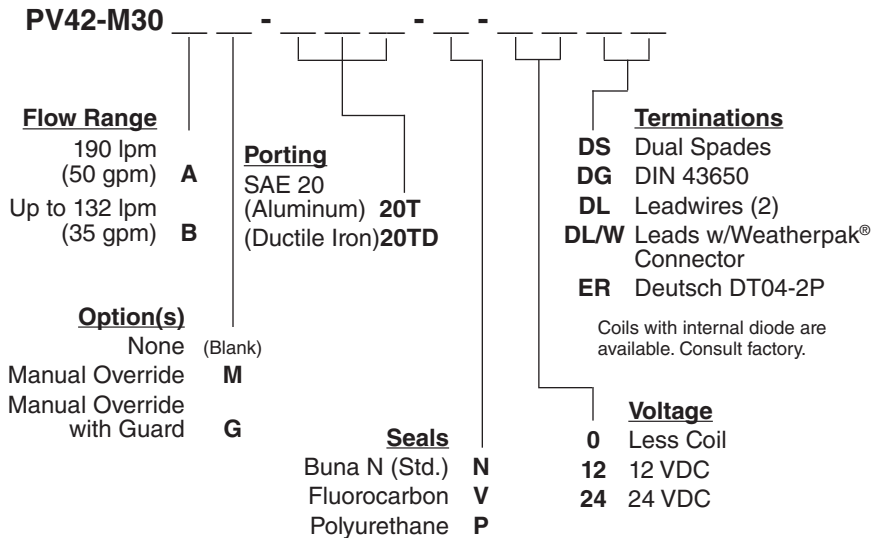 PV42-M30 __ __ - __ __ __ - __ - __ __ __ __
Flow Range
190 lpm
(50 gpm) A
Up to 132 lpm
(35 gpm) B
Option(s)
None (Blank)
Manual Override M
Manual Override
with Guard G
Porting
SAE 20
(Aluminum) 20T
(Ductile Iron) 20TD
Seals
Buna N (Std.) N
Fluorocarbon V
Polyurethane P
Voltage
0 Less Coil
12 12 VDC
24 24 VDC
Terminations
DS Dual Spades
DG DIN 43650
DL Leadwires (2)
DL/W Leads w/Weatherpak®
Connector
ER Deutsch DT04-2P
Coils with internal diode are
available. Consult factory.